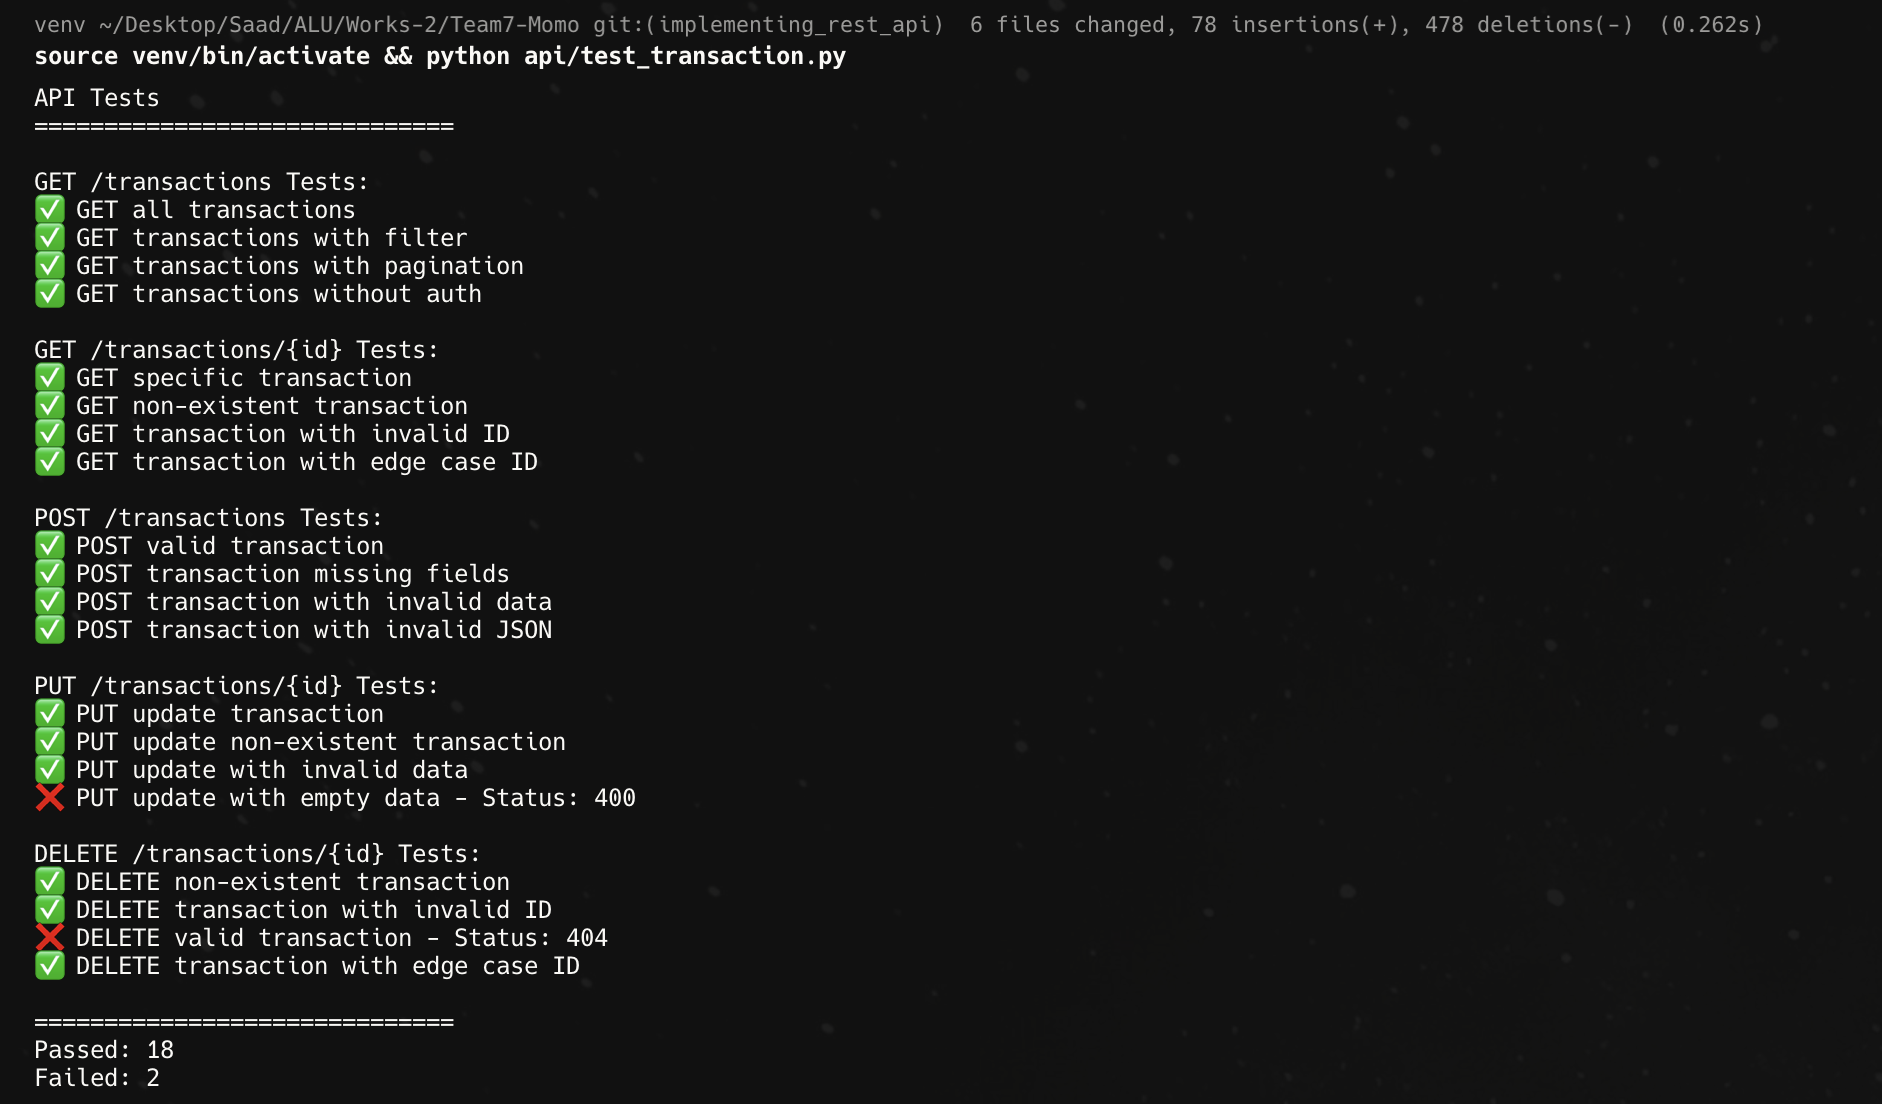 venv ~/Desktop/Saad/ALU/Works-2/Team7-Momo git:(implementing_rest_api)  6 files changed, 78 insertions(+), 478 deletions(-)  (0.262s)
source venv/bin/activate && python api/test_transaction.py
API Tests
==============================
GET /transactions Tests:
✅ GET all transactions
✅ GET transactions with filter
✅ GET transactions with pagination
✅ GET transactions without auth
GET /transactions/{id} Tests:
✅ GET specific transaction
✅ GET non-existent transaction
✅ GET transaction with invalid ID
✅ GET transaction with edge case ID
POST /transactions Tests:
✅ POST valid transaction
✅ POST transaction missing fields
✅ POST transaction with invalid data
✅ POST transaction with invalid JSON
PUT /transactions/{id} Tests:
✅ PUT update transaction
✅ PUT update non-existent transaction
✅ PUT update with invalid data
❌ PUT update with empty data - Status: 400
DELETE /transactions/{id} Tests:
✅ DELETE non-existent transaction
✅ DELETE transaction with invalid ID
❌ DELETE valid transaction - Status: 404
✅ DELETE transaction with edge case ID
==============================
Passed: 18
Failed: 2